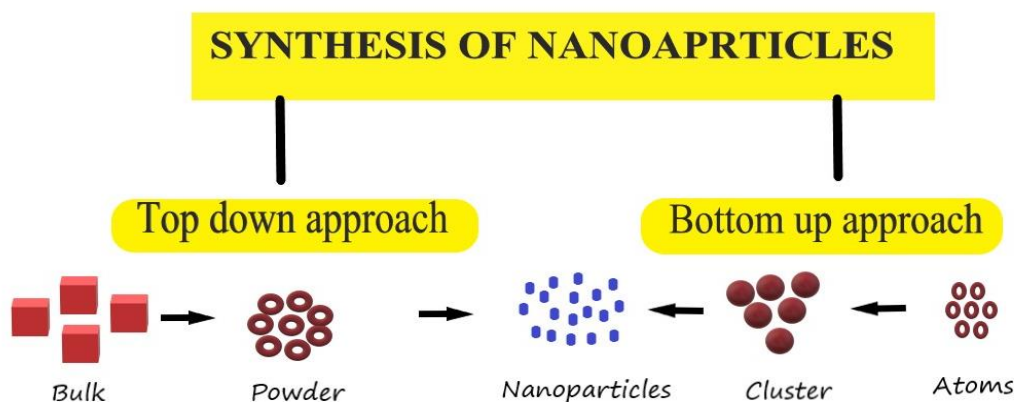 SYNTHESIS OF NANOAPRTICLES
Top down approach
Bottom up approach
Bulk
Powder
Nanoparticles
Cluster
Atoms